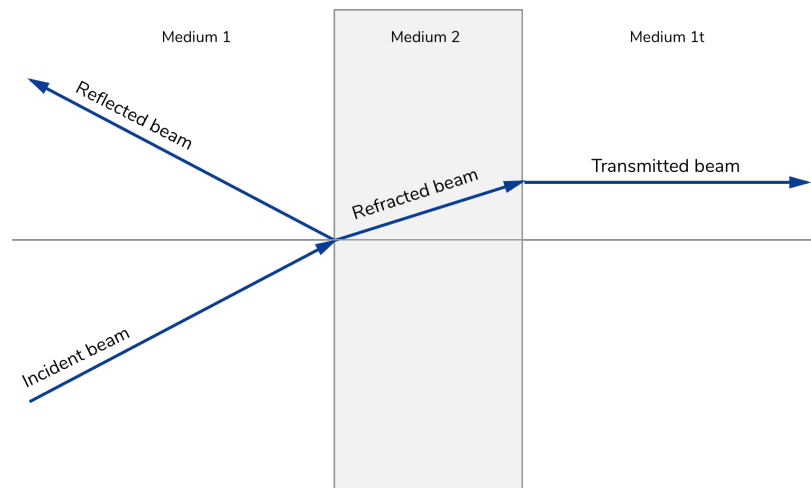 Medium 1
Medium 2
Medium 1t
Reflected beam
Refracted beam
Transmitted beam
Incident beam